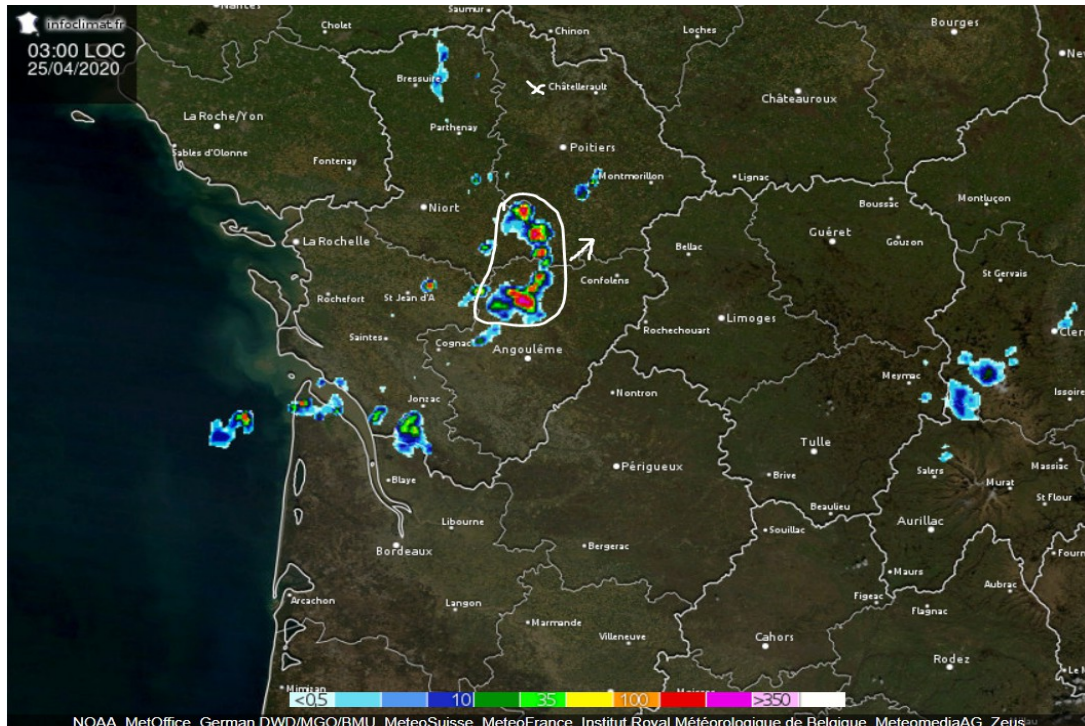 Nantes
Cholet
Saumur
Chinon
Loches
Bourges
infoclimat.fr
03:00 LOC
25/04/2020
Bressuire
Châtellerault
Châteauroux
La Roche/Yon
Parthenay
Poitiers
Sables d'Olonne
Fontenay
Montmorillon
Lignac
Niort
Boussac
Montluçon
La Rochelle
Bellac
Guéret
Gouzon
Confolens
St Gervais
Rochefort
St Jean d'A
Limoges
Rochechouart
Saintes
Cognac
Angoulême
Meymac
Nontron
Issoire
Jonzac
Tulle
Périgueux
Brive
Salers
Massiac
Murat
Blaye
St Flour
Beaulieu
Libourne
Souillac
Aurillac
Bordeaux
Bergerac
Maurs
Aubrac
Arcachon
Langon
Figeac
Flagnac
Marmande
Villeneuve
Cahors
Rodez
Mimizan
<0,5 10 35 100 >350
NOAA, MetOffice, German DWD/MGO/BMU, MeteoSuisse, MeteoFrance, Institut Royal Météorologique de Belgique, MeteomediaAG, Zeus